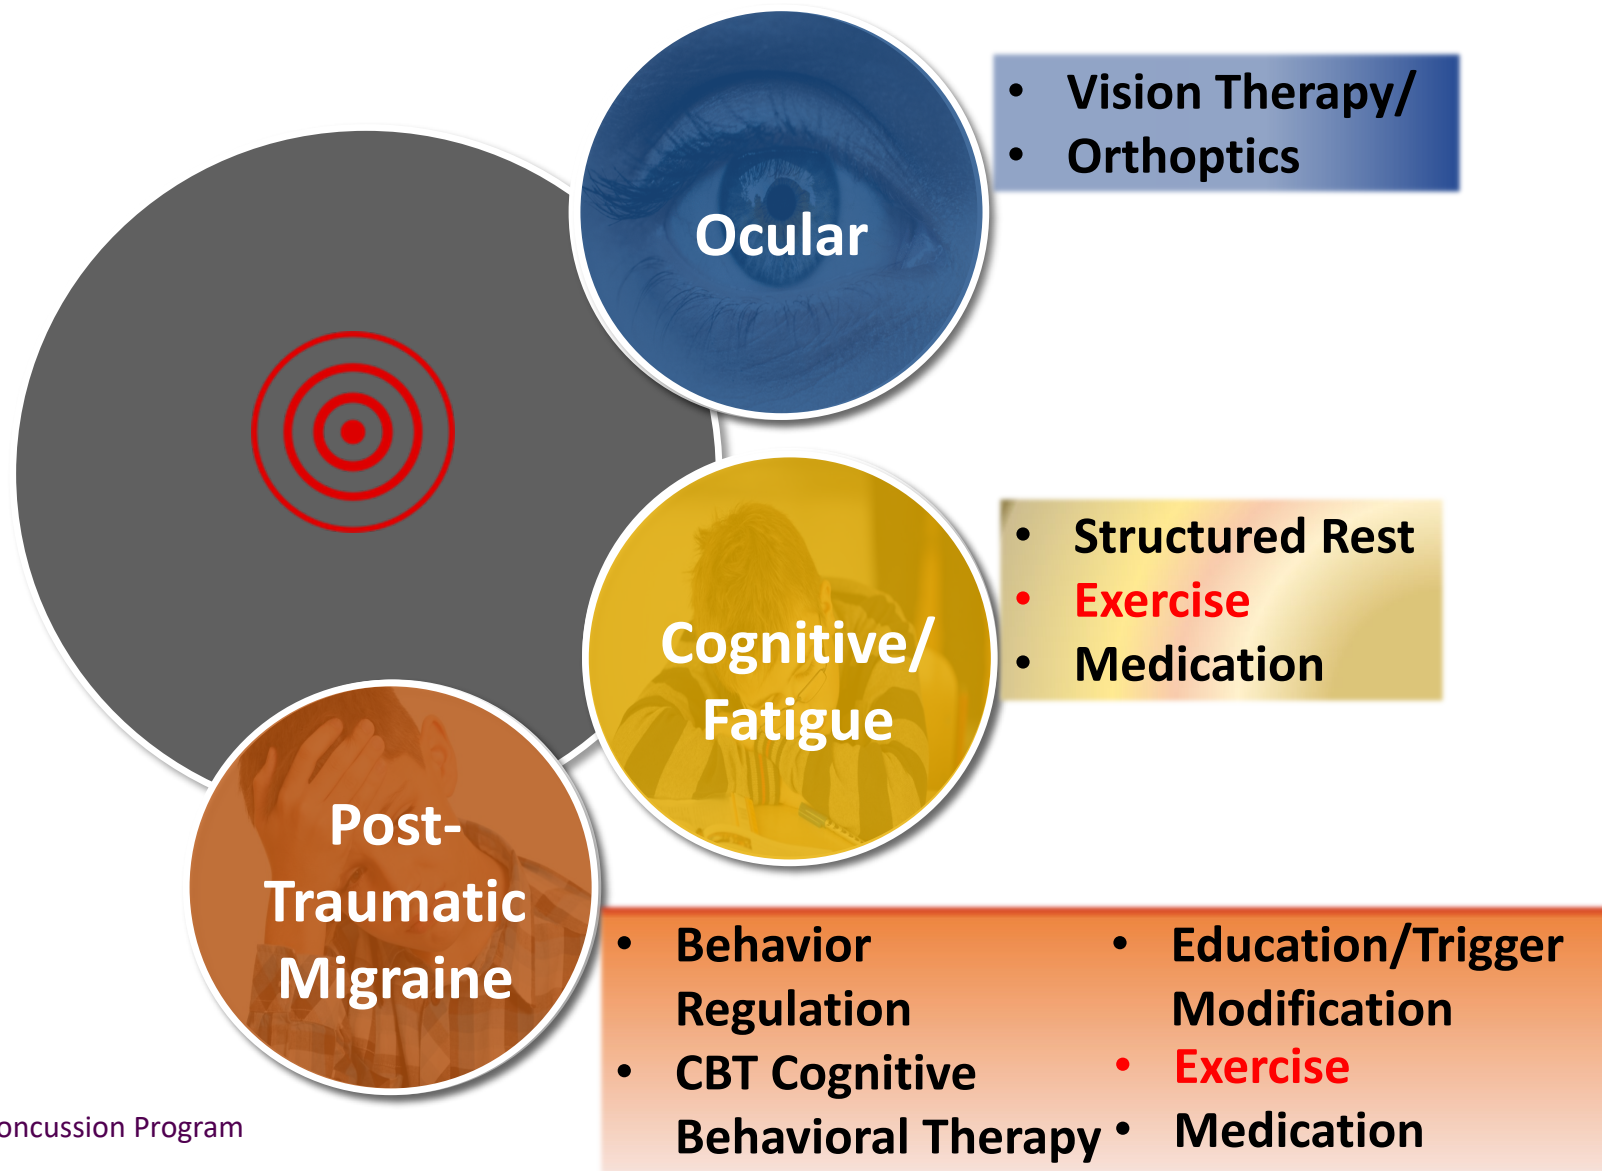 Ocular
• Vision Therapy/
• Orthoptics
Cognitive/
Fatigue
• Structured Rest
• Exercise
• Medication
Post-
Traumatic
Migraine
• Behavior
Regulation
• CBT Cognitive
Behavioral Therapy
• Education/Trigger
Modification
• Exercise
• Medication
oncussion Program